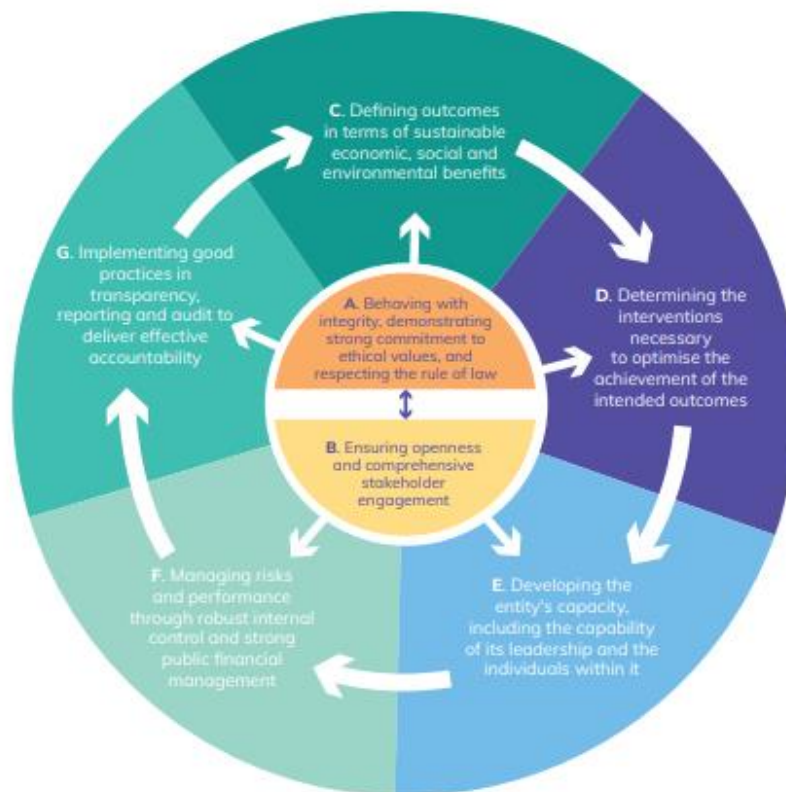 C. Defining outcomes
in terms of sustainable
economic, social and
environmental benefits
G. Implementing good
practices in
transparency,
reporting and audit to
deliver effective
accountability
A. Behaving with
integrity, demonstrating
strong commitment to
ethical values, and
respecting the rule of law
D. Determining the
interventions
necessary
to optimise the
achievement of the
intended outcomes
B. Ensuring openness
and comprehensive
stakeholder
engagement
F. Managing risks
and performance
through robust internal
control and strong
public financial
management
E. Developing the
entity's capacity,
including the capability
of its leadership and the
individuals within it